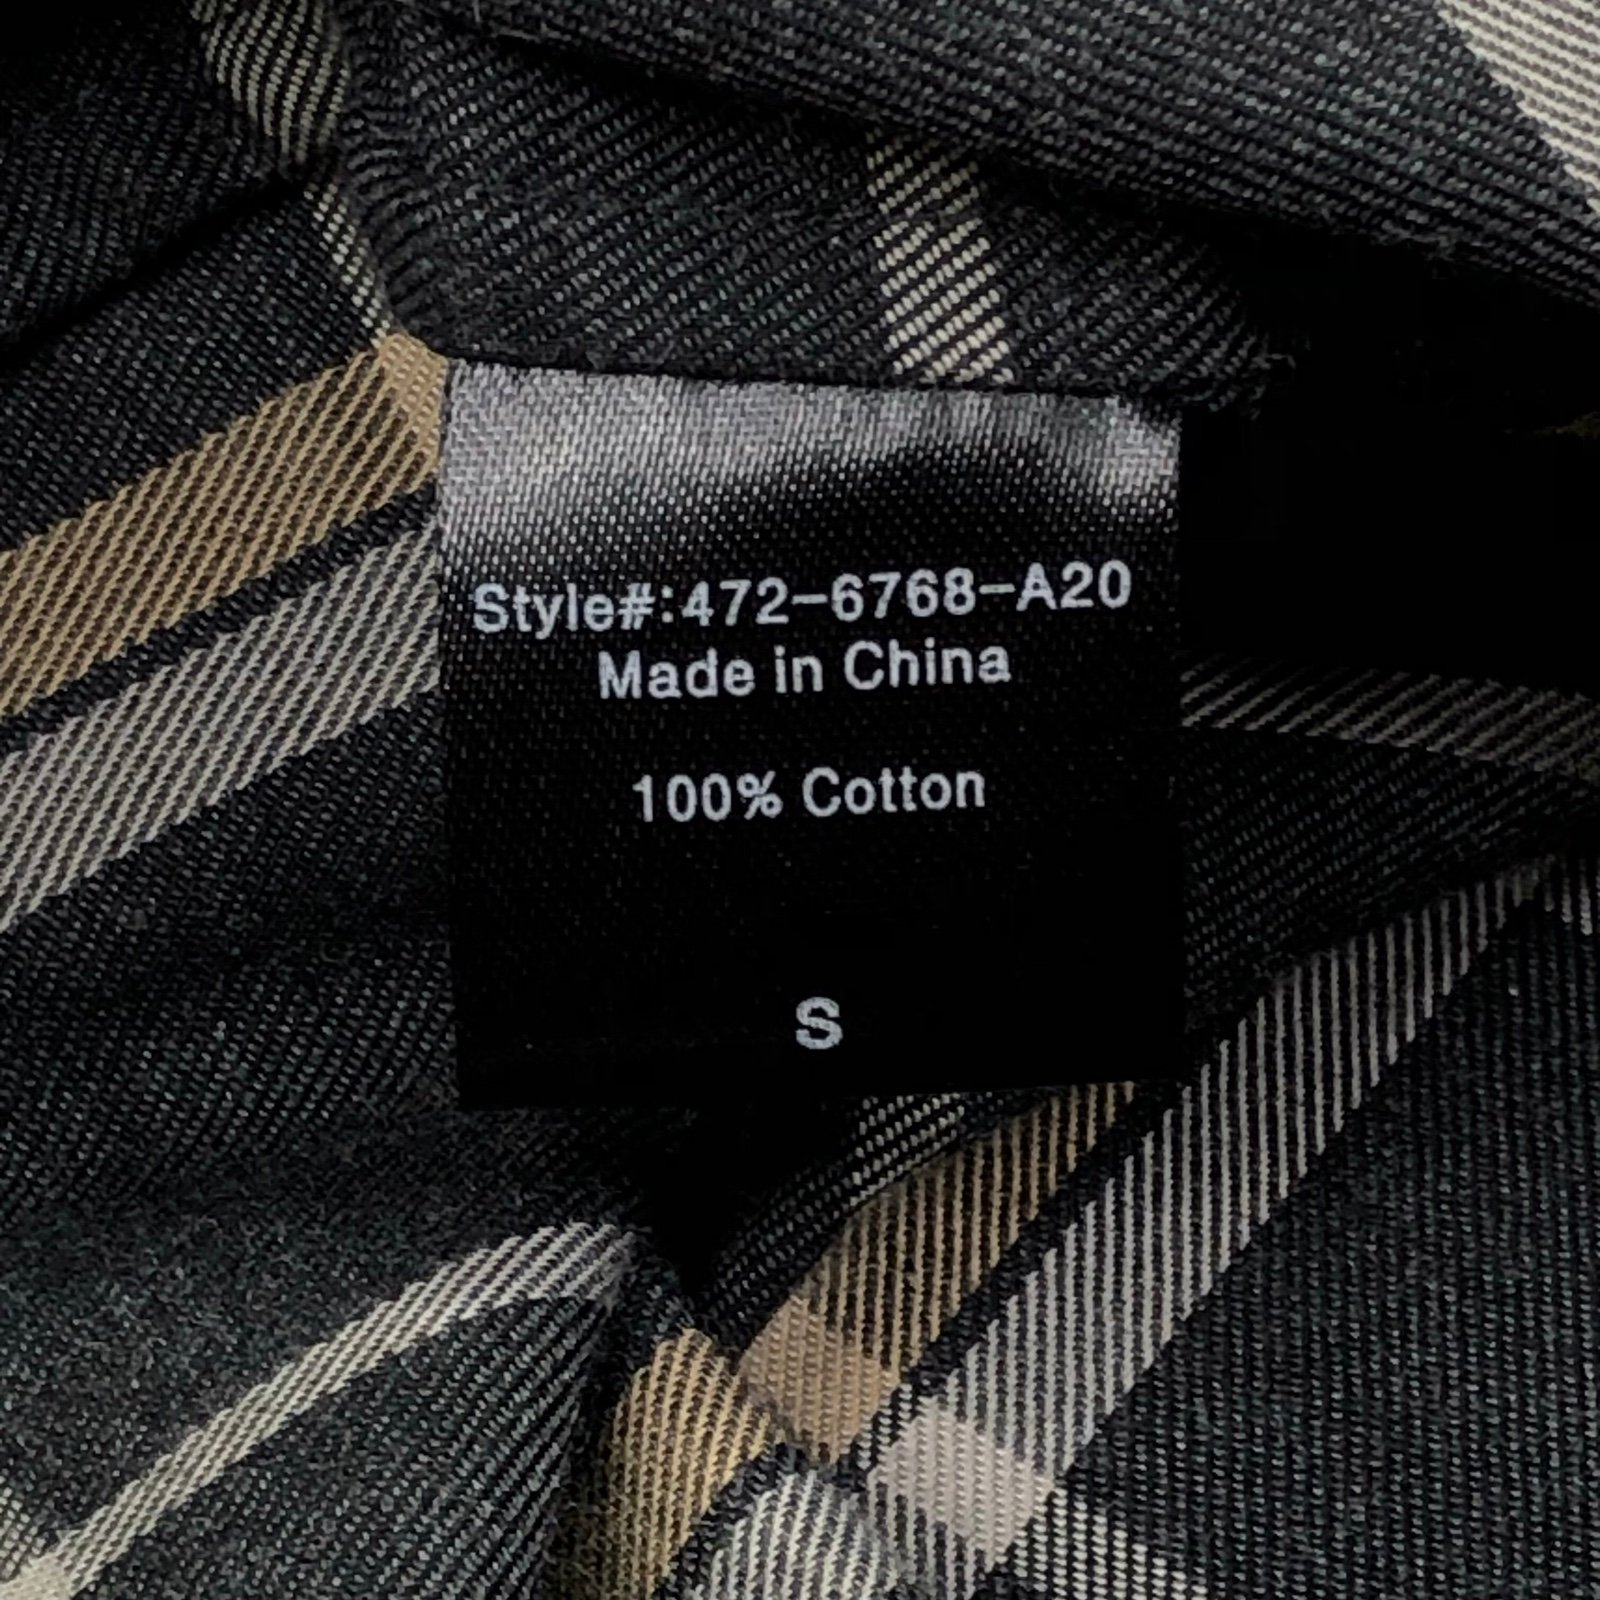 Style#:472-6768-A20
Made in China
100% Cotton
S